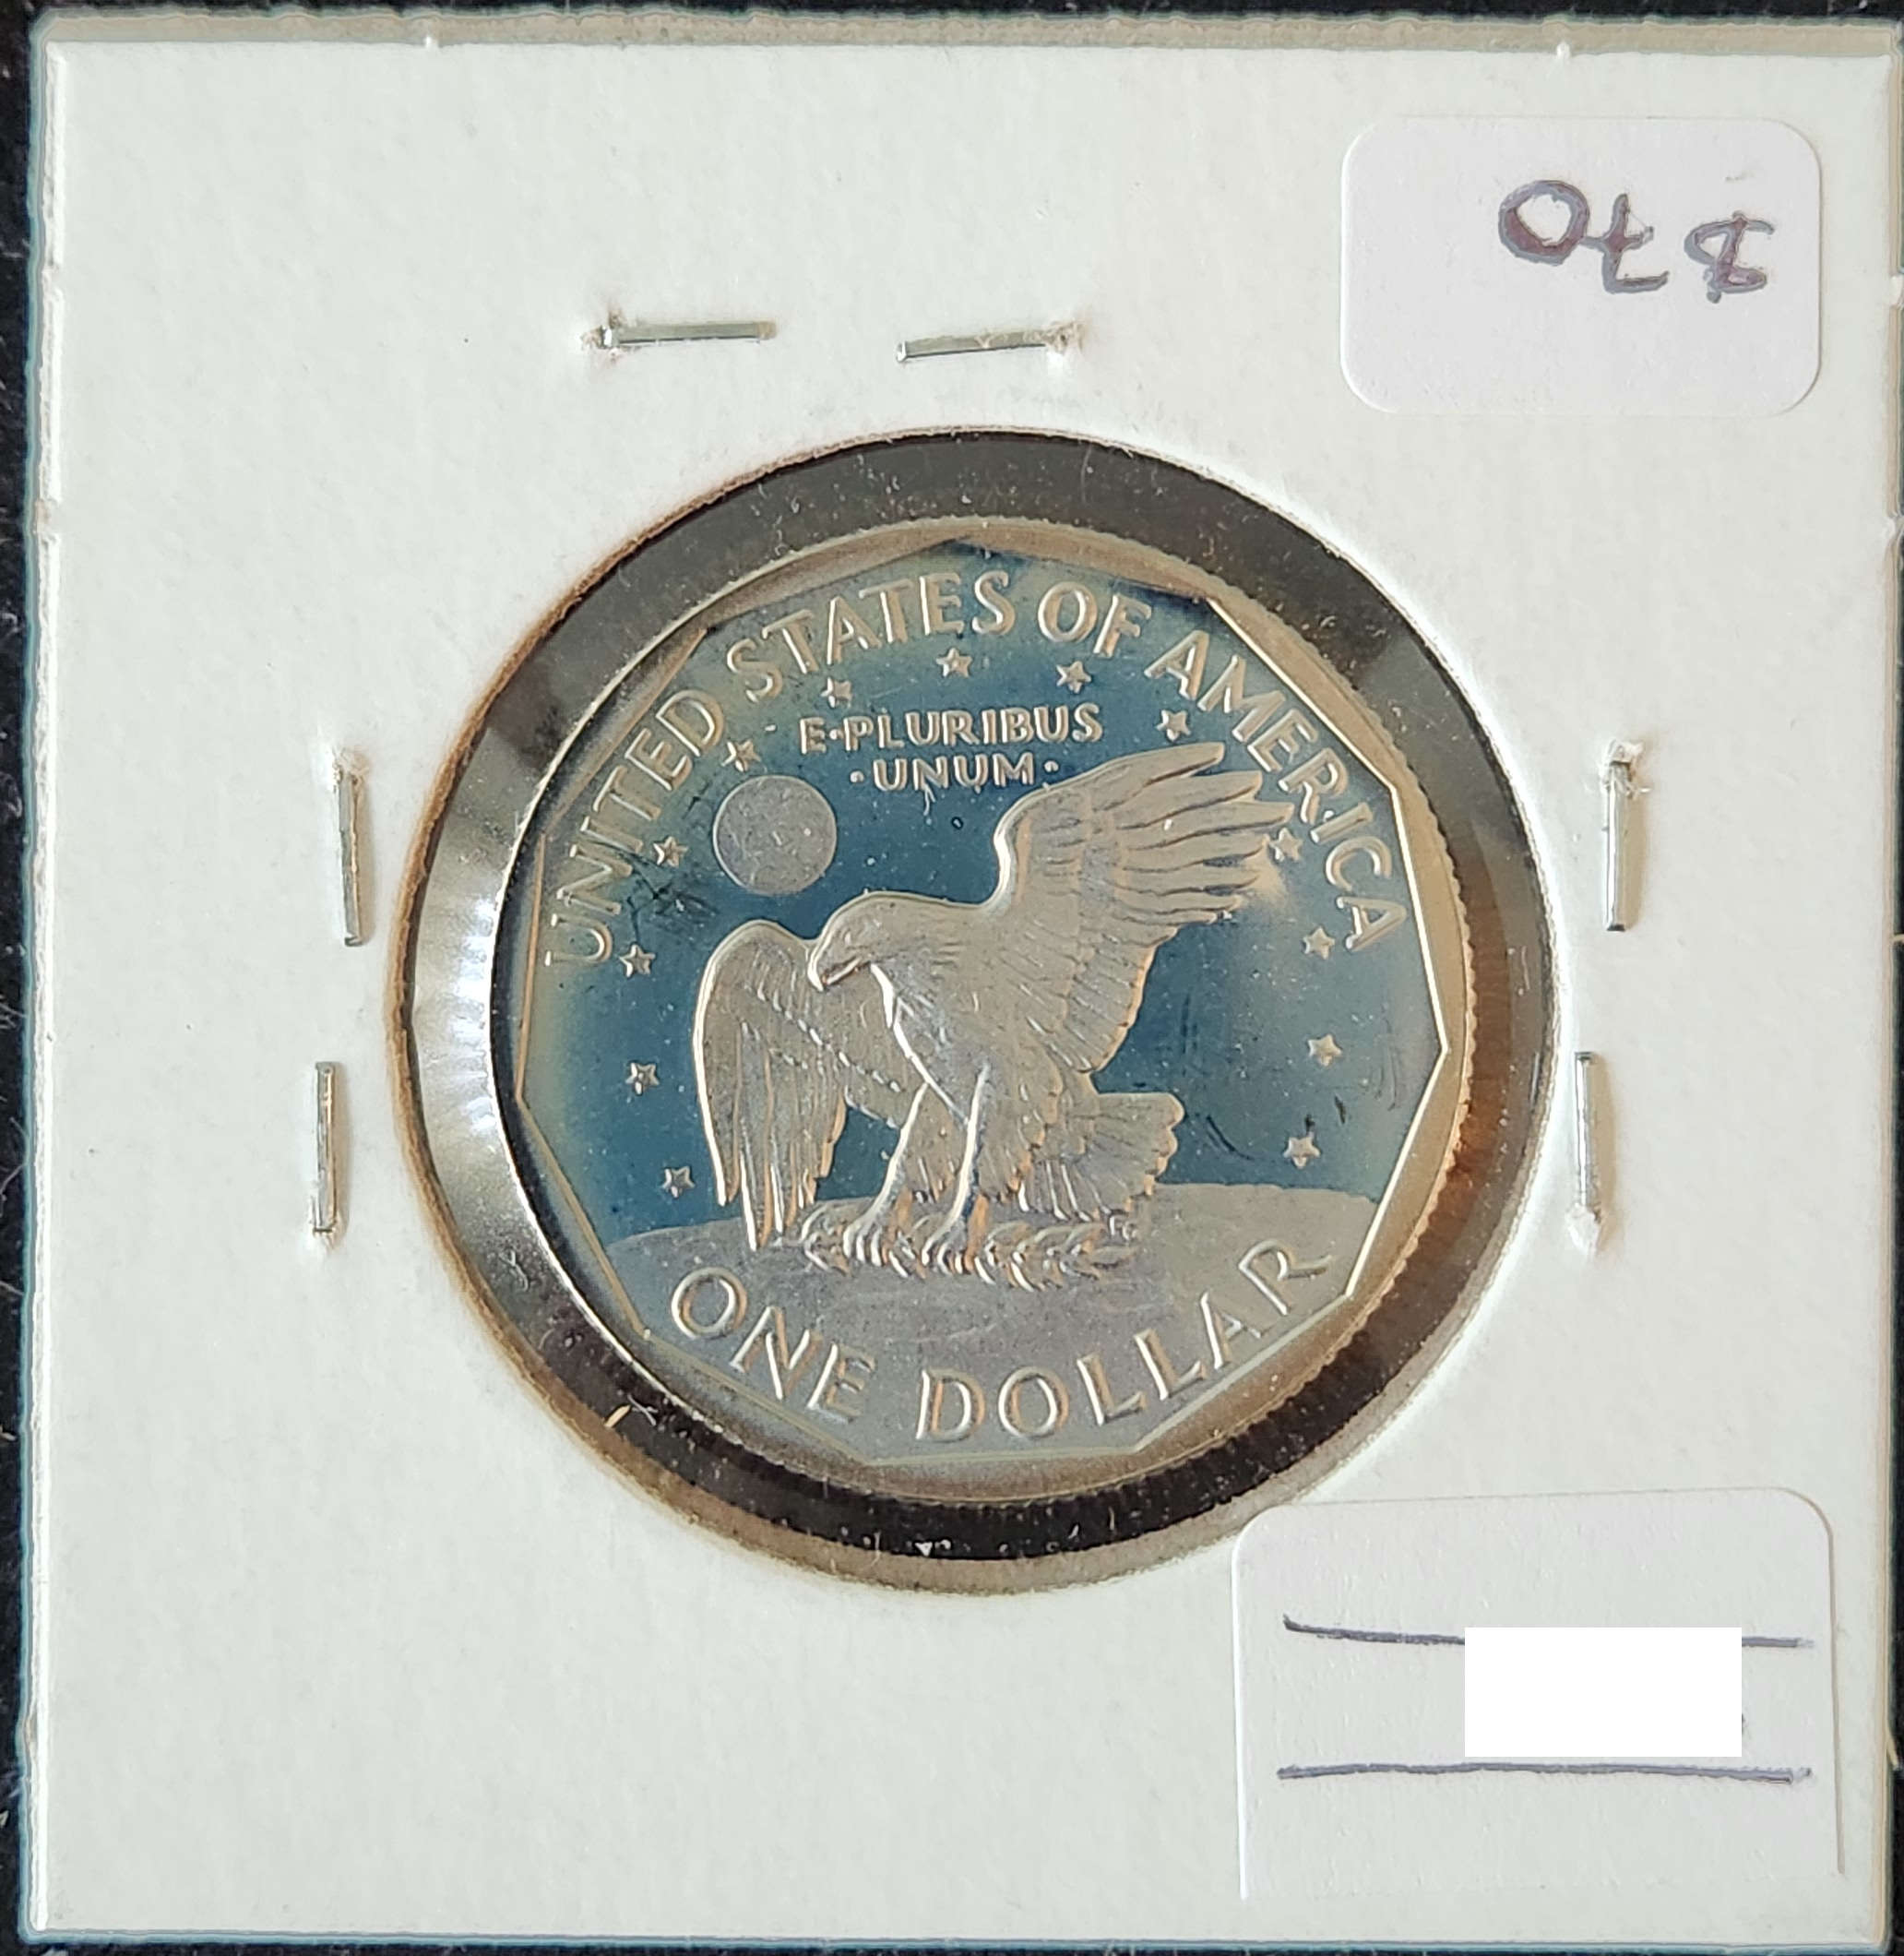 $70
UNITED STATES OF AMERICA
E·PLURIBUS
·UNUM·
ONE DOLLAR